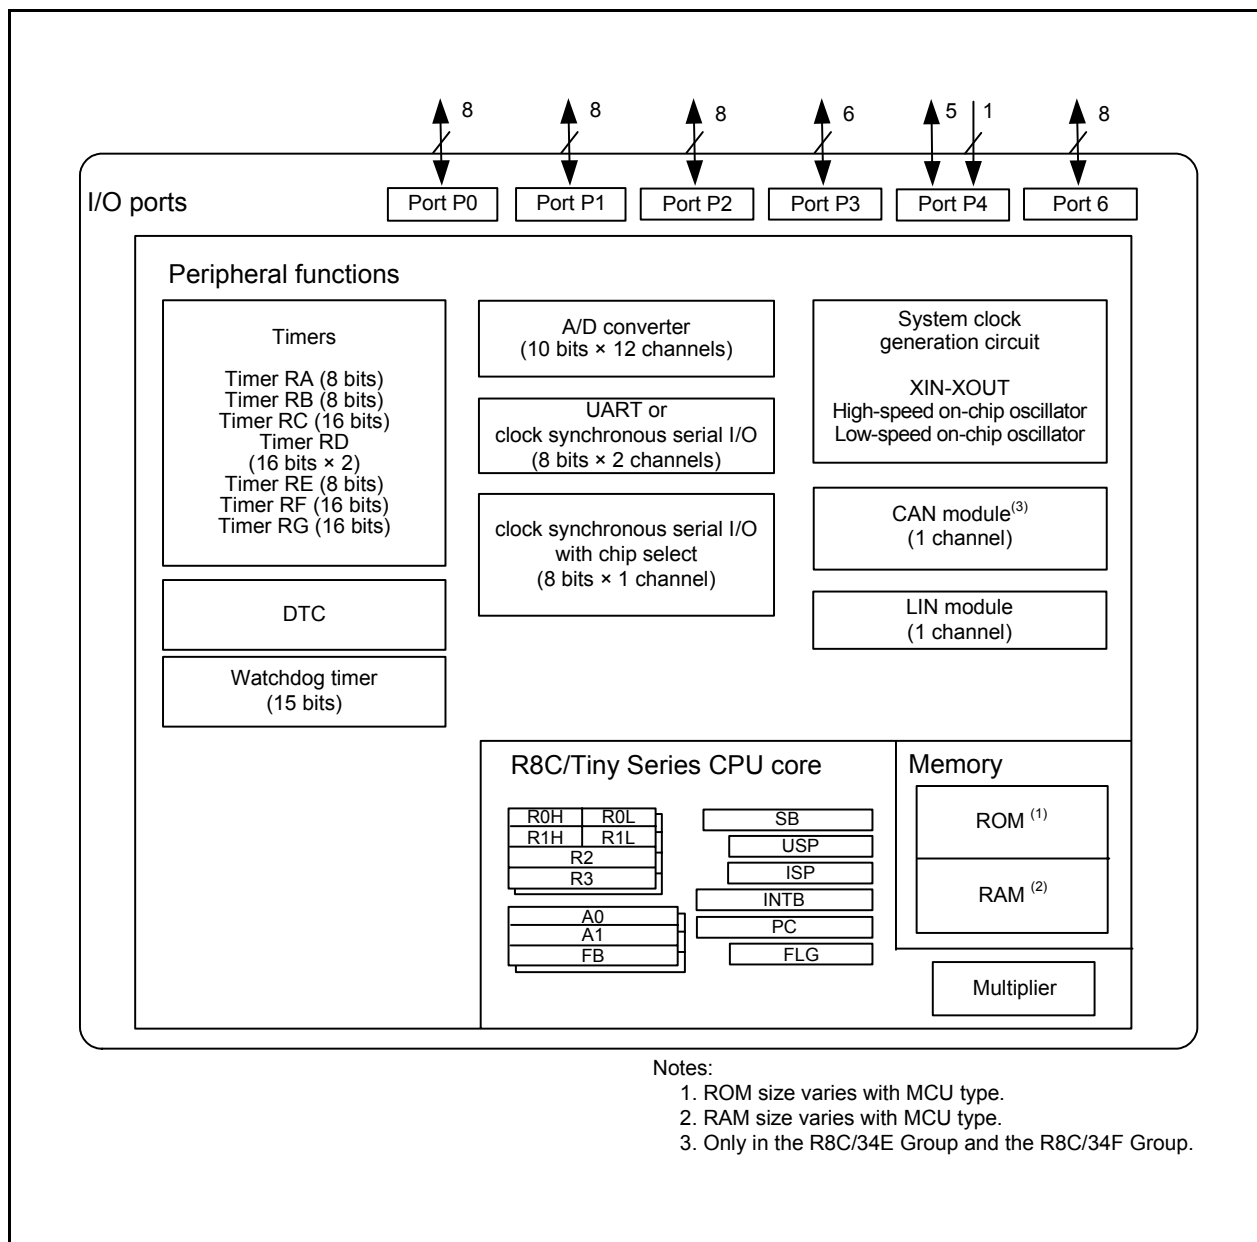 8 8 8 6 5 1 8
I/O ports
Port P0 Port P1 Port P2 Port P3 Port P4 Port 6
Peripheral functions
Timers
Timer RA (8 bits)
Timer RB (8 bits)
Timer RC (16 bits)
Timer RD
(16 bits × 2)
Timer RE (8 bits)
Timer RF (16 bits)
Timer RG (16 bits)
DTC
Watchdog timer
(15 bits)
A/D converter
(10 bits × 12 channels)
UART or
clock synchronous serial I/O
(8 bits × 2 channels)
clock synchronous serial I/O
with chip select
(8 bits × 1 channel)
System clock
generation circuit
XIN-XOUT
High-speed on-chip oscillator
Low-speed on-chip oscillator
CAN module(3)
(1 channel)
LIN module
(1 channel)
R8C/Tiny Series CPU core
R0H R0L
R1H R1L
R2
R3
A0
A1
FB
SB
USP
ISP
INTB
PC
FLG
Memory
ROM (1)
RAM (2)
Multiplier
Notes:
1. ROM size varies with MCU type.
2. RAM size varies with MCU type.
3. Only in the R8C/34E Group and the R8C/34F Group.